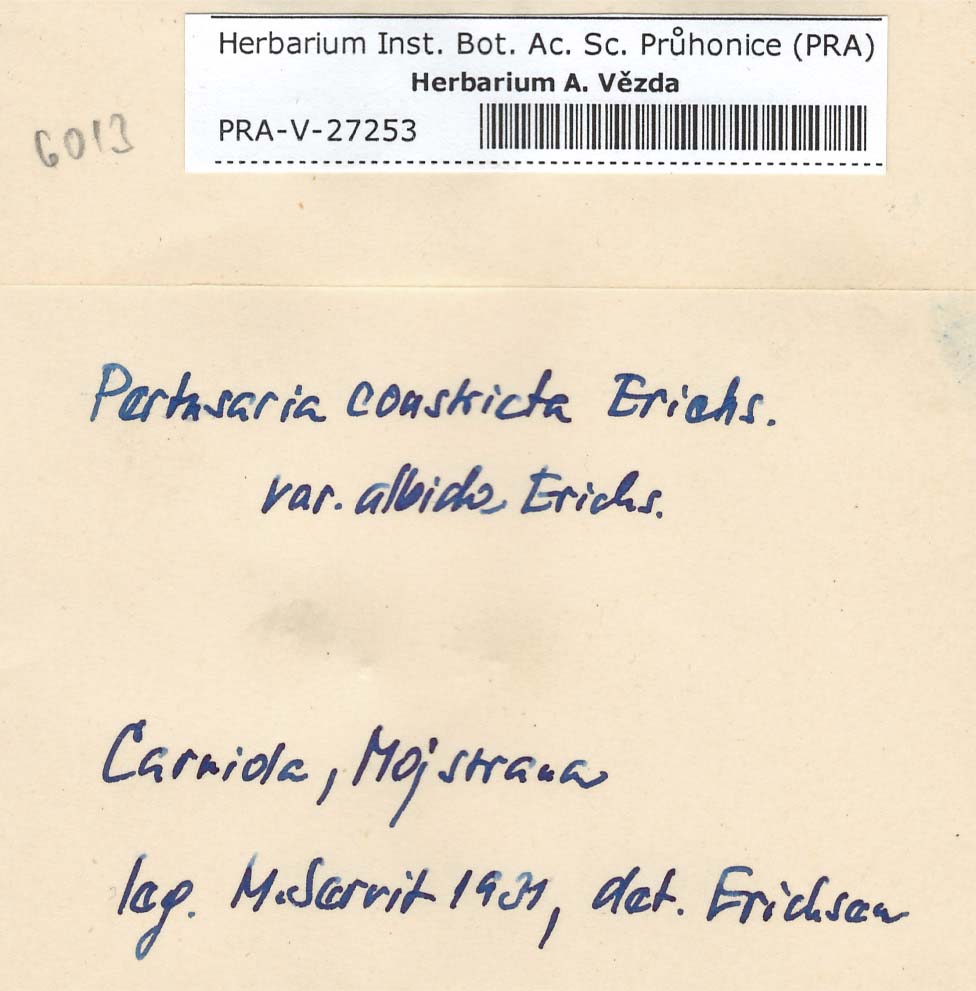 Herbarium Inst. Bot. Ac. Sc. Průhonice (PRA)
Herbarium A. Vězda
PRA-V-27253
6013
Pertusaria constricta Erichs.
var. albida Erichs.
Carniola, Mojstrana
leg. M. Servit 1931, det. Erichsen